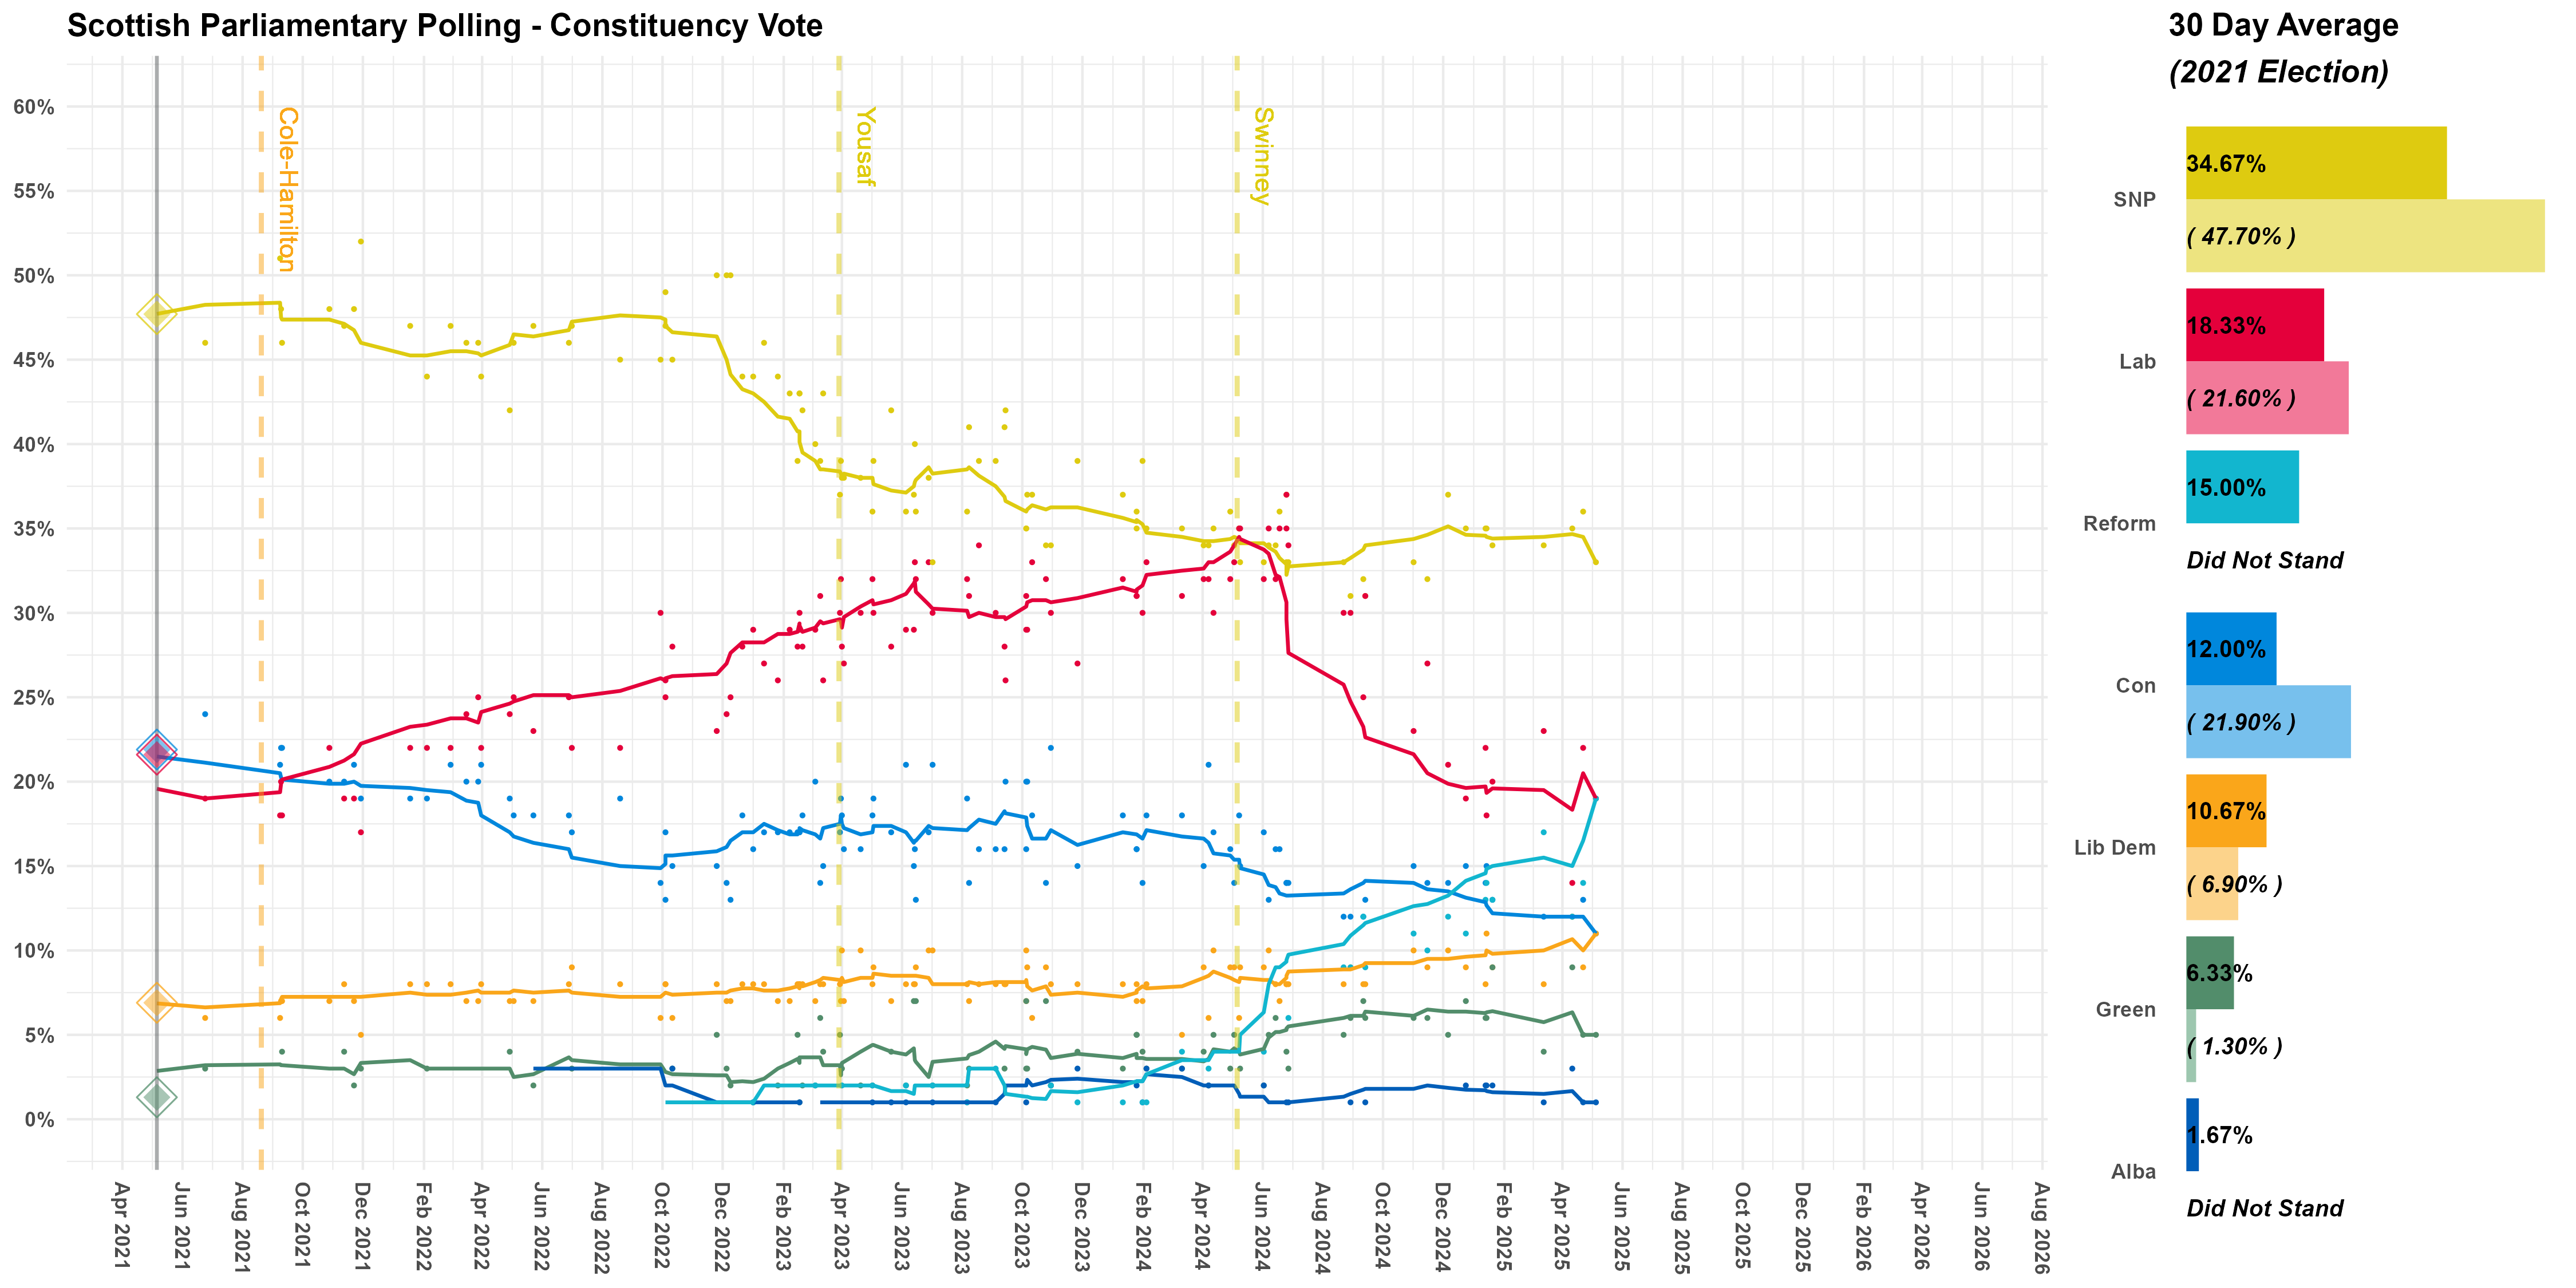 Scottish Parliamentary Polling - Constituency Vote
30 Day Average
(2021 Election)
60%
55%
50%
45%
40%
35%
30%
25%
20%
15%
10%
5%
0%
Cole-Hamilton
Yousaf
Swinney
Apr 2021
Jun 2021
Aug 2021
Oct 2021
Dec 2021
Feb 2022
Apr 2022
Jun 2022
Aug 2022
Oct 2022
Dec 2022
Feb 2023
Apr 2023
Jun 2023
Aug 2023
Oct 2023
Dec 2023
Feb 2024
Apr 2024
Jun 2024
Aug 2024
Oct 2024
Dec 2024
Feb 2025
Apr 2025
Jun 2025
Aug 2025
Oct 2025
Dec 2025
Feb 2026
Apr 2026
Jun 2026
Aug 2026
34.67%
SNP
( 47.70% )
18.33%
Lab
( 21.60% )
15.00%
Reform
Did Not Stand
12.00%
Con
( 21.90% )
10.67%
Lib Dem
( 6.90% )
6.33%
Green
( 1.30% )
1.67%
Alba
Did Not Stand